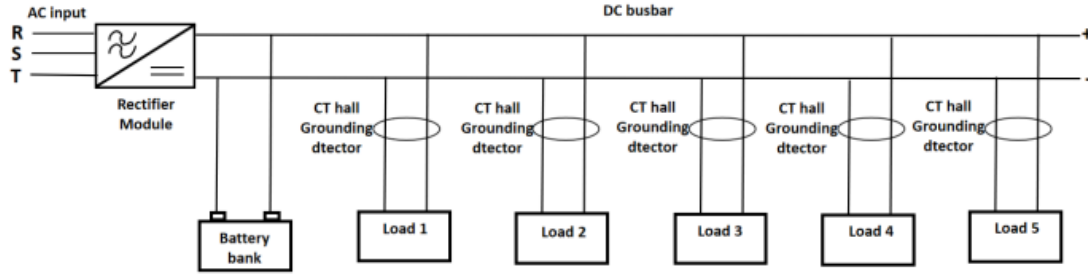 AC input
DC busbar
R
S
T
+
-
Rectifier
Module
CT hall
Grounding
dtector
CT hall
Grounding
dtector
CT hall
Grounding
dtector
CT hall
Grounding
dtector
CT hall
Grounding
dtector
Battery
bank
Load 1
Load 2
Load 3
Load 4
Load 5